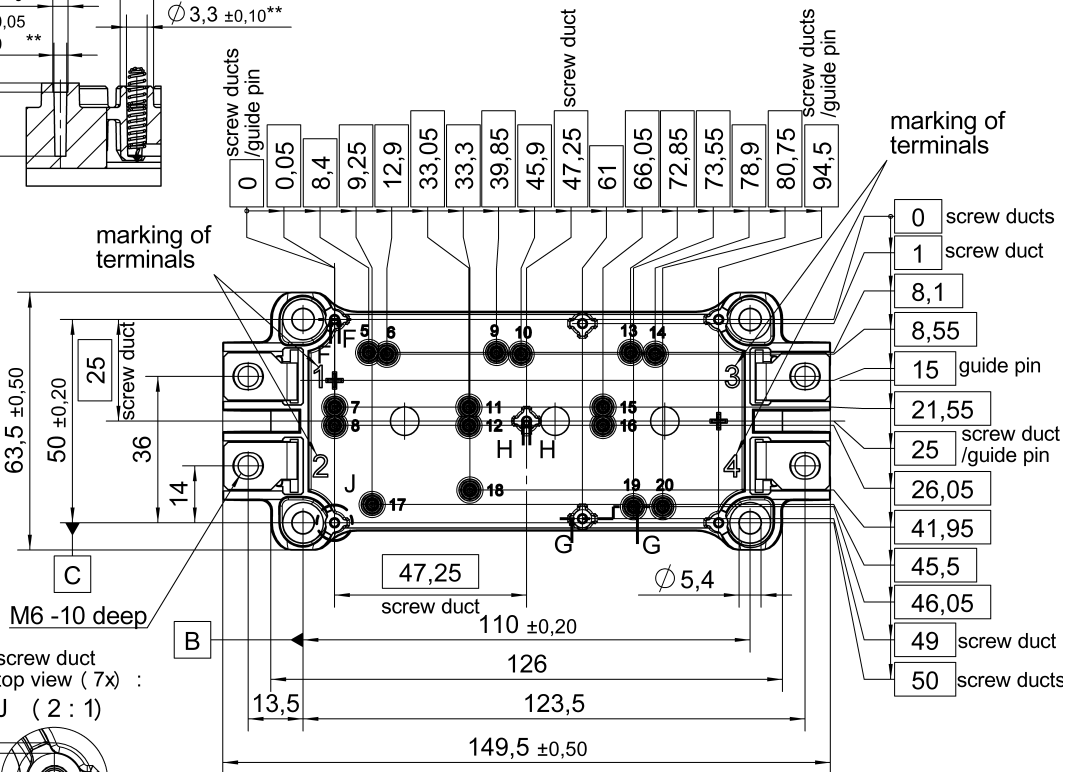 Ø 3,3 ±0,10**
0,05
**
screw ducts
/guide pin
screw duct
screw ducts
/guide pin
0
0,05
8,4
9,25
12,9
33,05
33,3
39,85
45,9
47,25
61
66,05
72,85
73,55
78,9
80,75
94,5
marking of
terminals
marking of
terminals
0 screw ducts
1 screw duct
8,1
8,55
15 guide pin
21,55
25 screw duct
/guide pin
26,05
41,95
45,5
46,05
49 screw duct
50 screw ducts
63,5 ±0,50
50 ±0,20
25
screw duct
36
14
F F
5 6 9 10 13 14
1 3
7 11 15
8 12 16
H H
2 4
J
17 18 19 20
G G
C
M6 -10 deep
47,25
screw duct
Ø 5,4
B
110 ±0,20
126
13,5 123,5
149,5 ±0,50
screw duct
top view ( 7x) :
J ( 2 : 1)